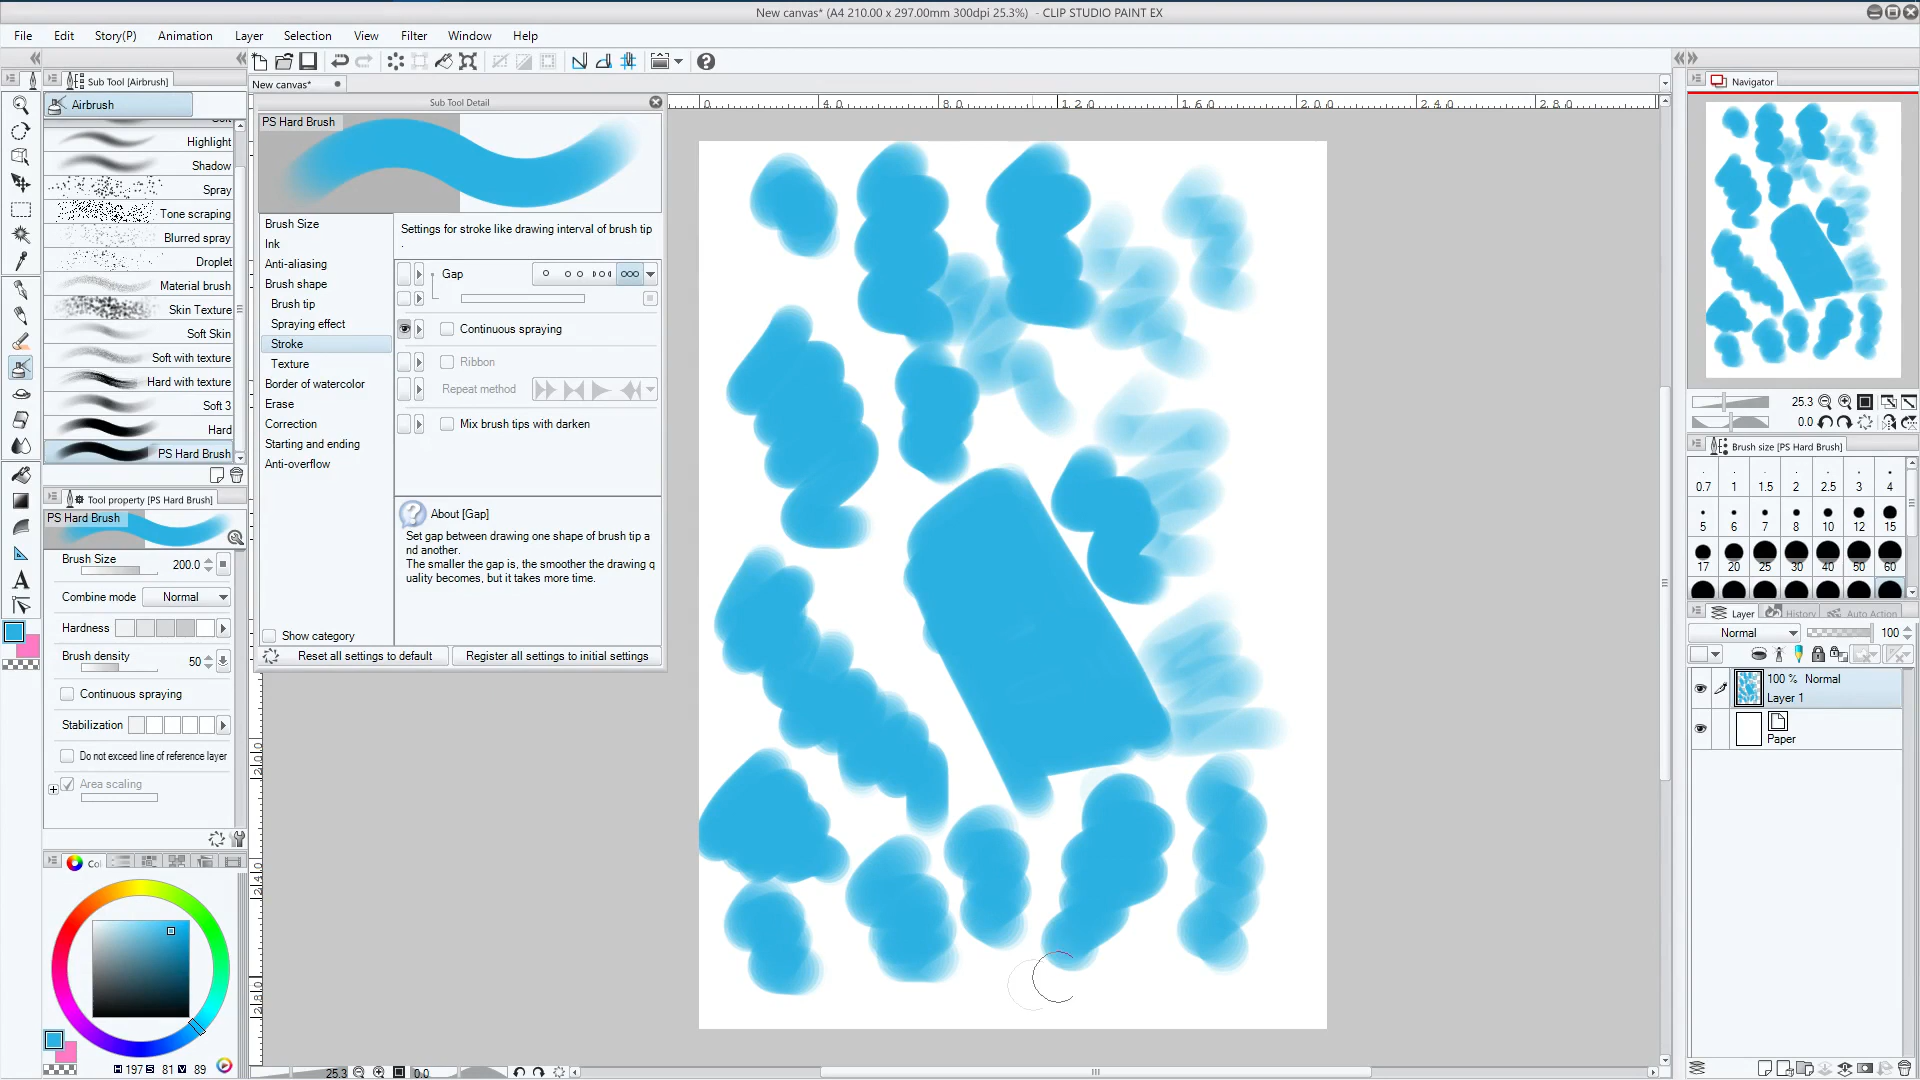 New canvas* (A4 210.00 x 297.00mm 300dpi 25.3%) - CLIP STUDIO PAINT EX
File Edit Story(P) Animation Layer Selection View Filter Window Help
Sub Tool [Airbrush]
Airbrush
Highlight
Shadow
Spray
Tone scraping
Blurred spray
Droplet
Material brush
Skin Texture
Soft Skin
Soft with texture
Hard with texture
Soft 3
Hard
PS Hard Brush
Tool property [PS Hard Brush]
PS Hard Brush
Brush Size 200.0
Combine mode Normal
Hardness
Brush density 50
Continuous spraying
Stabilization
Do not exceed line of reference layer
Area scaling
Col
H 197 S 81 V 89
New canvas*
Sub Tool Detail
PS Hard Brush
Brush Size
Ink
Anti-aliasing
Brush shape
Brush tip
Spraying effect
Stroke
Texture
Border of watercolor
Erase
Correction
Starting and ending
Anti-overflow
Show category
Settings for stroke like drawing interval of brush tip
.
Gap
Continuous spraying
Ribbon
Repeat method
Mix brush tips with darken
About [Gap]
Set gap between drawing one shape of brush tip a
nd another.
The smaller the gap is, the smoother the drawing q
uality becomes, but it takes more time.
Reset all settings to default Register all settings to initial settings
0 40 80 120 160 200 240 280
200
240
280
25.3 0.0
Navigator
25.3
0.0
Brush size [PS Hard Brush]
0.7 1 1.5 2 2.5 3 4
5 6 7 8 10 12 15
17 20 25 30 40 50 60
Layer History Auto Action
Normal 100
100 % Normal
Layer 1
Paper